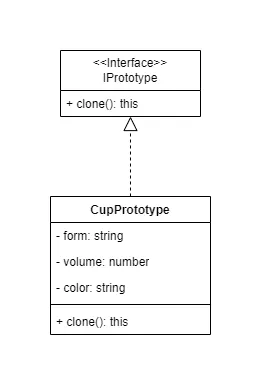 <<Interface>>
IPrototype
+ clone(): this
CupPrototype
- form: string
- volume: number
- color: string
+ clone(): this